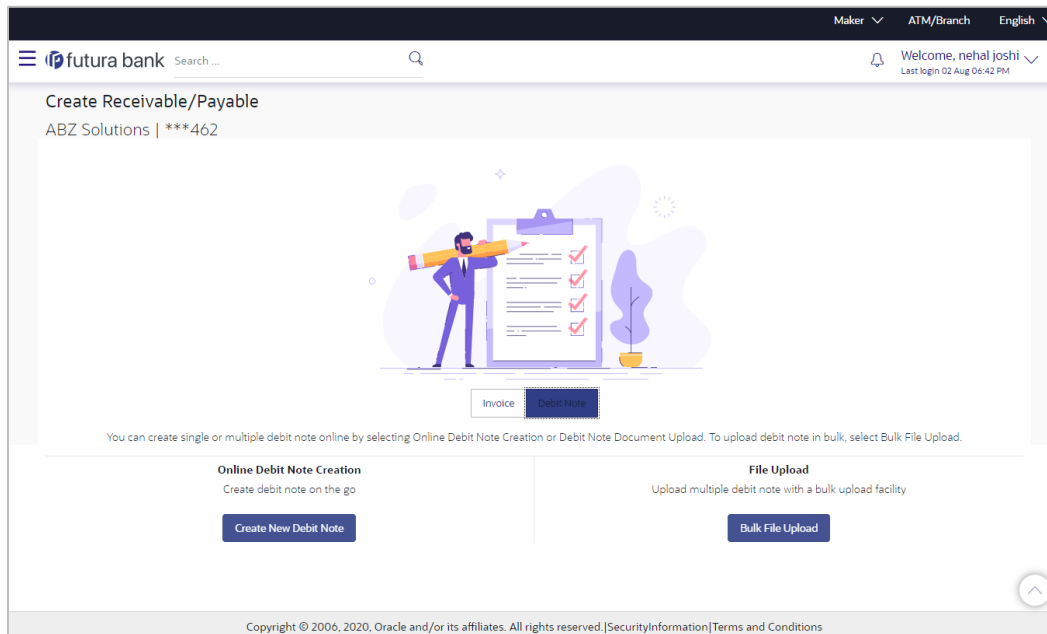 Maker ATM/Branch English
futura bank Search ... Welcome, nehal joshi
Last login 02 Aug 06:42 PM
Create Receivable/Payable
ABZ Solutions | ***462
Invoice Debit Note
You can create single or multiple debit note online by selecting Online Debit Note Creation or Debit Note Document Upload. To upload debit note in bulk, select Bulk File Upload.
Online Debit Note Creation File Upload
Create debit note on the go Upload multiple debit note with a bulk upload facility
Create New Debit Note Bulk File Upload
Copyright © 2006, 2020, Oracle and/or its affiliates. All rights reserved.|SecurityInformation|Terms and Conditions